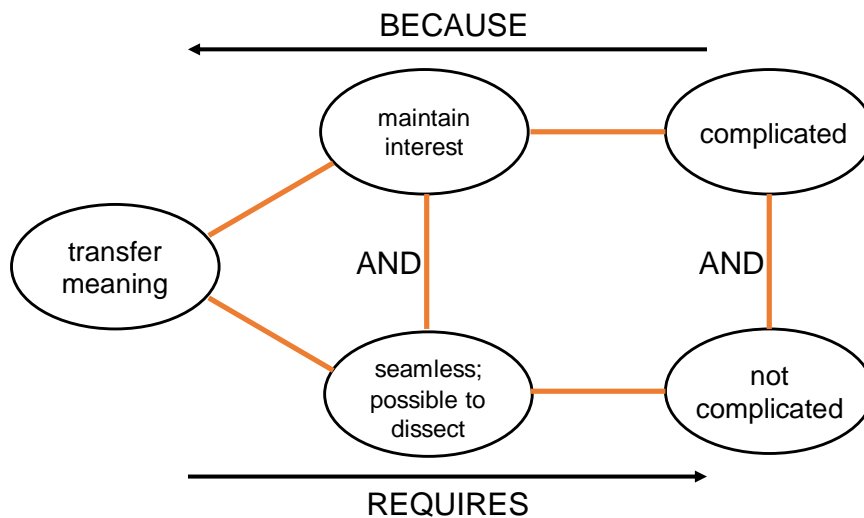 BECAUSE
maintain
interest
complicated
transfer
meaning
AND
AND
seamless;
possible to
dissect
not
complicated
REQUIRES